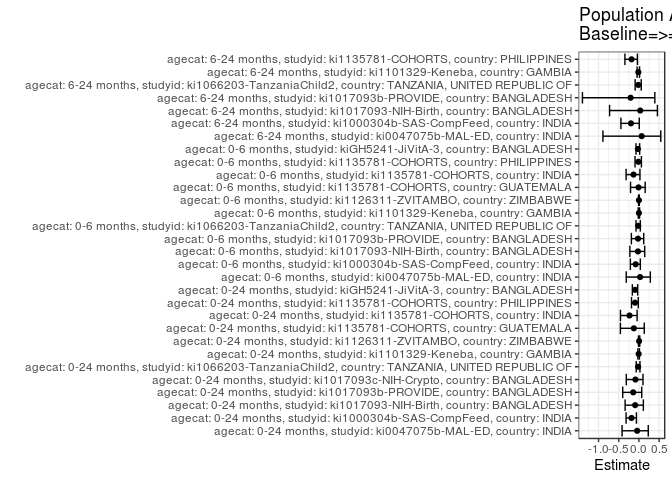 Population
Baseline=>=
agecat: 6-24 months, studyid: ki1135781-COHORTS, country: PHILIPPINES
agecat: 6-24 months, studyid: ki1101329-Keneba, country: GAMBIA
agecat: 6-24 months, studyid: ki1066203-TanzaniaChild2, country: TANZANIA, UNITED REPUBLIC OF
agecat: 6-24 months, studyid: ki1017093b-PROVIDE, country: BANGLADESH
agecat: 6-24 months, studyid: ki1017093-NIH-Birth, country: BANGLADESH
agecat: 6-24 months, studyid: ki1000304b-SAS-CompFeed, country: INDIA
agecat: 6-24 months, studyid: ki0047075b-MAL-ED, country: INDIA
agecat: 0-6 months, studyid: kiGH5241-JiVitA-3, country: BANGLADESH
agecat: 0-6 months, studyid: ki1135781-COHORTS, country: PHILIPPINES
agecat: 0-6 months, studyid: ki1135781-COHORTS, country: INDIA
agecat: 0-6 months, studyid: ki1135781-COHORTS, country: GUATEMALA
agecat: 0-6 months, studyid: ki1126311-ZVITAMBO, country: ZIMBABWE
agecat: 0-6 months, studyid: ki1101329-Keneba, country: GAMBIA
agecat: 0-6 months, studyid: ki1066203-TanzaniaChild2, country: TANZANIA, UNITED REPUBLIC OF
agecat: 0-6 months, studyid: ki1017093b-PROVIDE, country: BANGLADESH
agecat: 0-6 months, studyid: ki1017093-NIH-Birth, country: BANGLADESH
agecat: 0-6 months, studyid: ki1000304b-SAS-CompFeed, country: INDIA
agecat: 0-6 months, studyid: ki0047075b-MAL-ED, country: INDIA
agecat: 0-24 months, studyid: kiGH5241-JiVitA-3, country: BANGLADESH
agecat: 0-24 months, studyid: ki1135781-COHORTS, country: PHILIPPINES
agecat: 0-24 months, studyid: ki1135781-COHORTS, country: INDIA
agecat: 0-24 months, studyid: ki1135781-COHORTS, country: GUATEMALA
agecat: 0-24 months, studyid: ki1126311-ZVITAMBO, country: ZIMBABWE
agecat: 0-24 months, studyid: ki1101329-Keneba, country: GAMBIA
agecat: 0-24 months, studyid: ki1066203-TanzaniaChild2, country: TANZANIA, UNITED REPUBLIC OF
agecat: 0-24 months, studyid: ki1017093c-NIH-Crypto, country: BANGLADESH
agecat: 0-24 months, studyid: ki1017093b-PROVIDE, country: BANGLADESH
agecat: 0-24 months, studyid: ki1017093-NIH-Birth, country: BANGLADESH
agecat: 0-24 months, studyid: ki1000304b-SAS-CompFeed, country: INDIA
agecat: 0-24 months, studyid: ki0047075b-MAL-ED, country: INDIA
-1.0 -0.5 0.0 0.5
Estimate